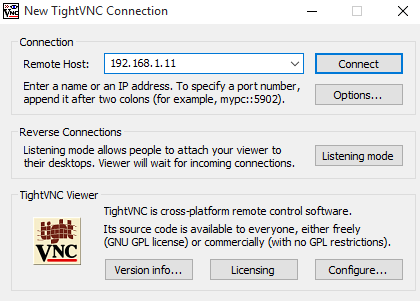 New TightVNC Connection
Connection
Remote Host:
192.168.1.11
Connect
Enter a name or an IP address. To specify a port number,
append it after two colons (for example, mypc::5902).
Options...
Reverse Connections
Listening mode allows people to attach your viewer to
their desktops. Viewer will wait for incoming connections.
Listening mode
TightVNC Viewer
tight
VNC
TightVNC is cross-platform remote control software.
Its source code is available to everyone, either freely
(GNU GPL license) or commercially (with no GPL restrictions).
Version info...
Licensing
Configure...